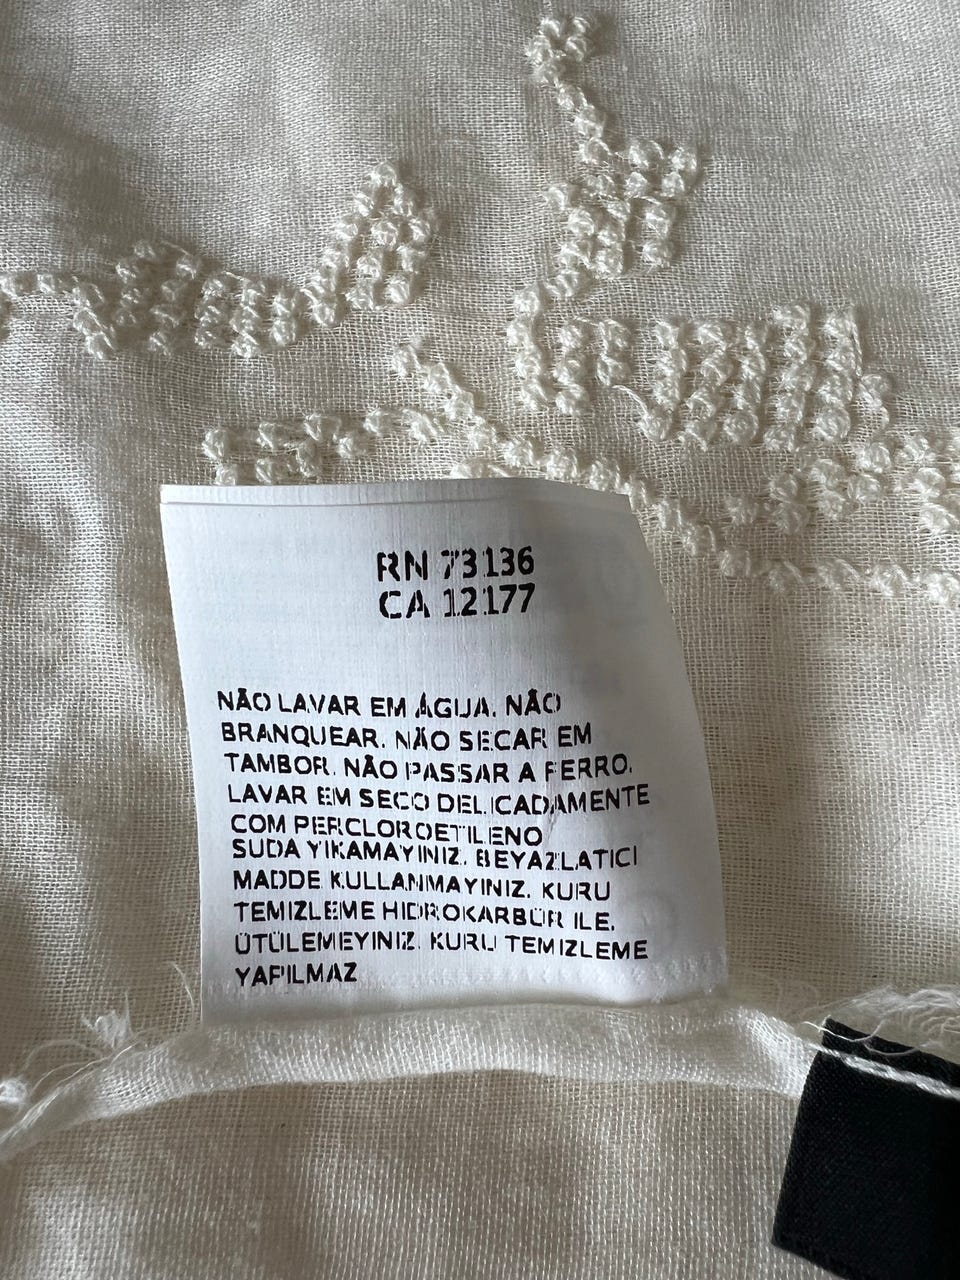 RN 73136
CA 12177
NÃO LAVAR EM ÁGUA. NÃO
BRANQUEAR. NÃO SECAR EM
TAMBOR. NÃO PASSAR A FERRO.
LAVAR EM SECO DELICADAMENTE
COM PERCLOROETILENO
SUDA YIKAMAYINIZ. BEYAZLATICI
MADDE KULLANMAYINIZ. KURU
TEMIZLEME HIDROKARBÜR ILE.
ÜTÜLEMEYINIZ. KURU TEMIZLEME
YAPILMAZ